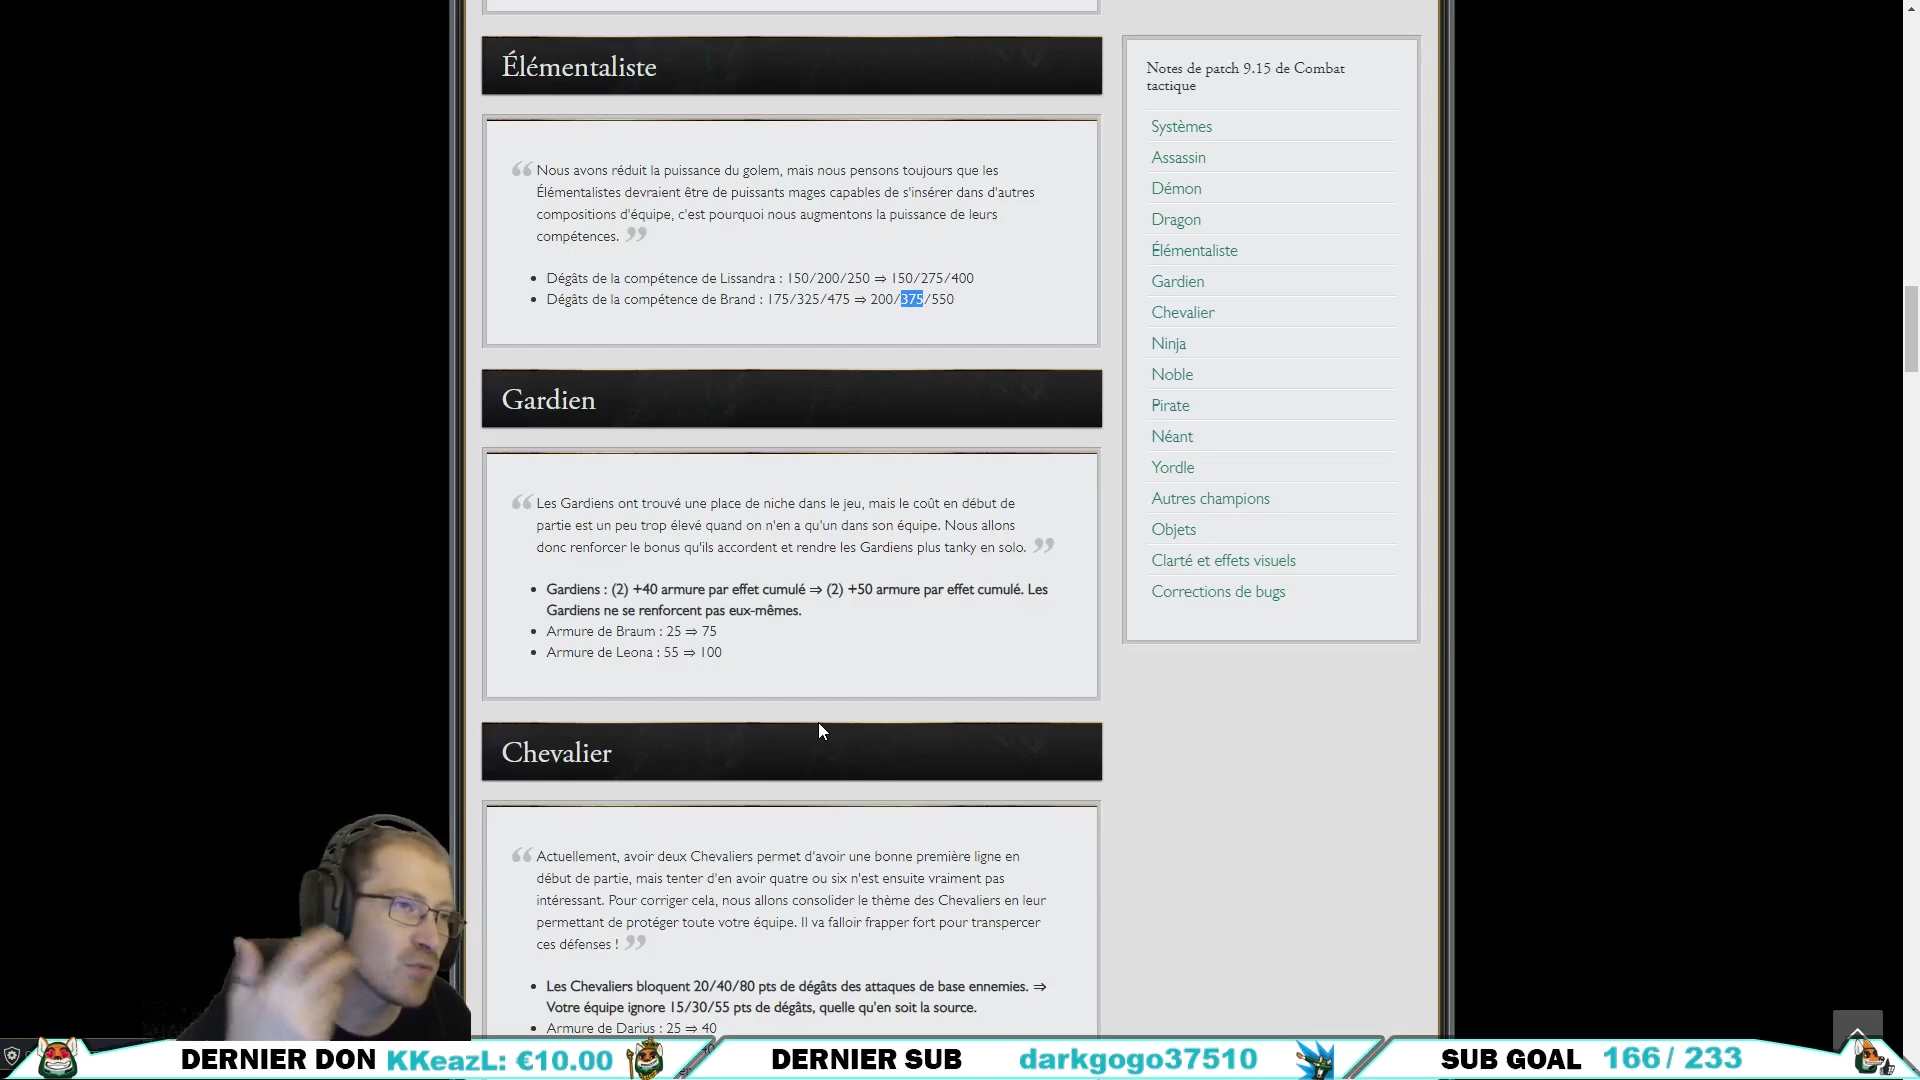 Élémentaliste
Nous avons réduit la puissance du golem, mais nous pensons toujours que les
Élémentalistes devraient être de puissants mages capables de s'insérer dans d'autres
compositions d'équipe, c'est pourquoi nous augmentons la puissance de leurs
compétences.
• Dégâts de la compétence de Lissandra : 150/200/250 ⇒ 150/275/400
• Dégâts de la compétence de Brand : 175/325/475 ⇒ 200/375/550
Gardien
Les Gardiens ont trouvé une place de niche dans le jeu, mais le coût en début de
partie est un peu trop élevé quand on n'en a qu'un dans son équipe. Nous allons
donc renforcer le bonus qu'ils accordent et rendre les Gardiens plus tanky en solo.
• Gardiens : (2) +40 armure par effet cumulé ⇒ (2) +50 armure par effet cumulé. Les
Gardiens ne se renforcent pas eux-mêmes.
• Armure de Braum : 25 ⇒ 75
• Armure de Leona : 55 ⇒ 100
Chevalier
Actuellement, avoir deux Chevaliers permet d'avoir une bonne première ligne en
début de partie, mais tenter d'en avoir quatre ou six n'est ensuite vraiment pas
intéressant. Pour corriger cela, nous allons consolider le thème des Chevaliers en leur
permettant de protéger toute votre équipe. Il va falloir frapper fort pour transpercer
ces défenses !
• Les Chevaliers bloquent 20/40/80 pts de dégâts des attaques de base ennemies. ⇒
Votre équipe ignore 15/30/55 pts de dégâts, quelle qu'en soit la source.
• Armure de Darius : 25 ⇒ 40
Notes de patch 9.15 de Combat
tactique
Systèmes
Assassin
Démon
Dragon
Élémentaliste
Gardien
Chevalier
Ninja
Noble
Pirate
Néant
Yordle
Autres champions
Objets
Clarté et effets visuels
Corrections de bugs
DERNIER DON KKeazL: €10.00
DERNIER SUB darkgogo37510
SUB GOAL 166 / 233